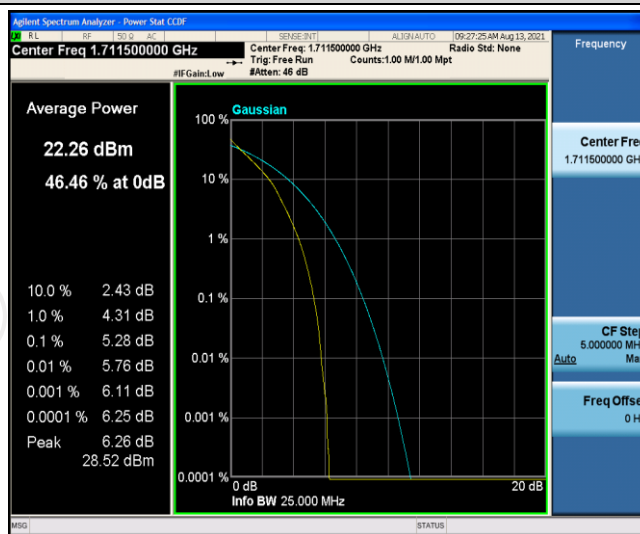 Agilent Spectrum Analyzer - Power Stat CCDF
RL RF 50 Ω AC SENSE:INT ALIGN AUTO 09:27:25 AM Aug 13, 2021
Center Freq 1.711500000 GHz
Center Freq: 1.711500000 GHz Radio Std: None
Trig: Free Run Counts:1.00 M/1.00 Mpt
#IFGain:Low #Atten: 46 dB
Frequency
Average Power
22.26 dBm
46.46 % at 0dB
10.0 % 2.43 dB
1.0 % 4.31 dB
0.1 % 5.28 dB
0.01 % 5.76 dB
0.001 % 6.11 dB
0.0001 % 6.25 dB
Peak 6.26 dB
28.52 dBm
Gaussian
100 %
10 %
1 %
0.1 %
0.01 %
0.001 %
0.0001 %
0 dB 20 dB
Info BW 25.000 MHz
Center Fre
1.711500000 GH
CF Ste
5.000000 MH
Auto Ma
Freq Offse
0 H
MSG STATUS